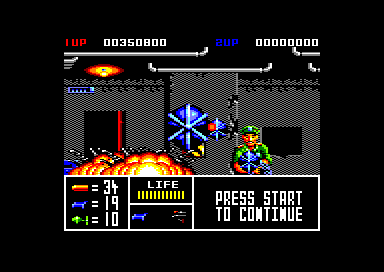 1UP 00350800 2UP 00000000
= 34
= 19
= 10
LIFE
PRESS START
TO CONTINUE